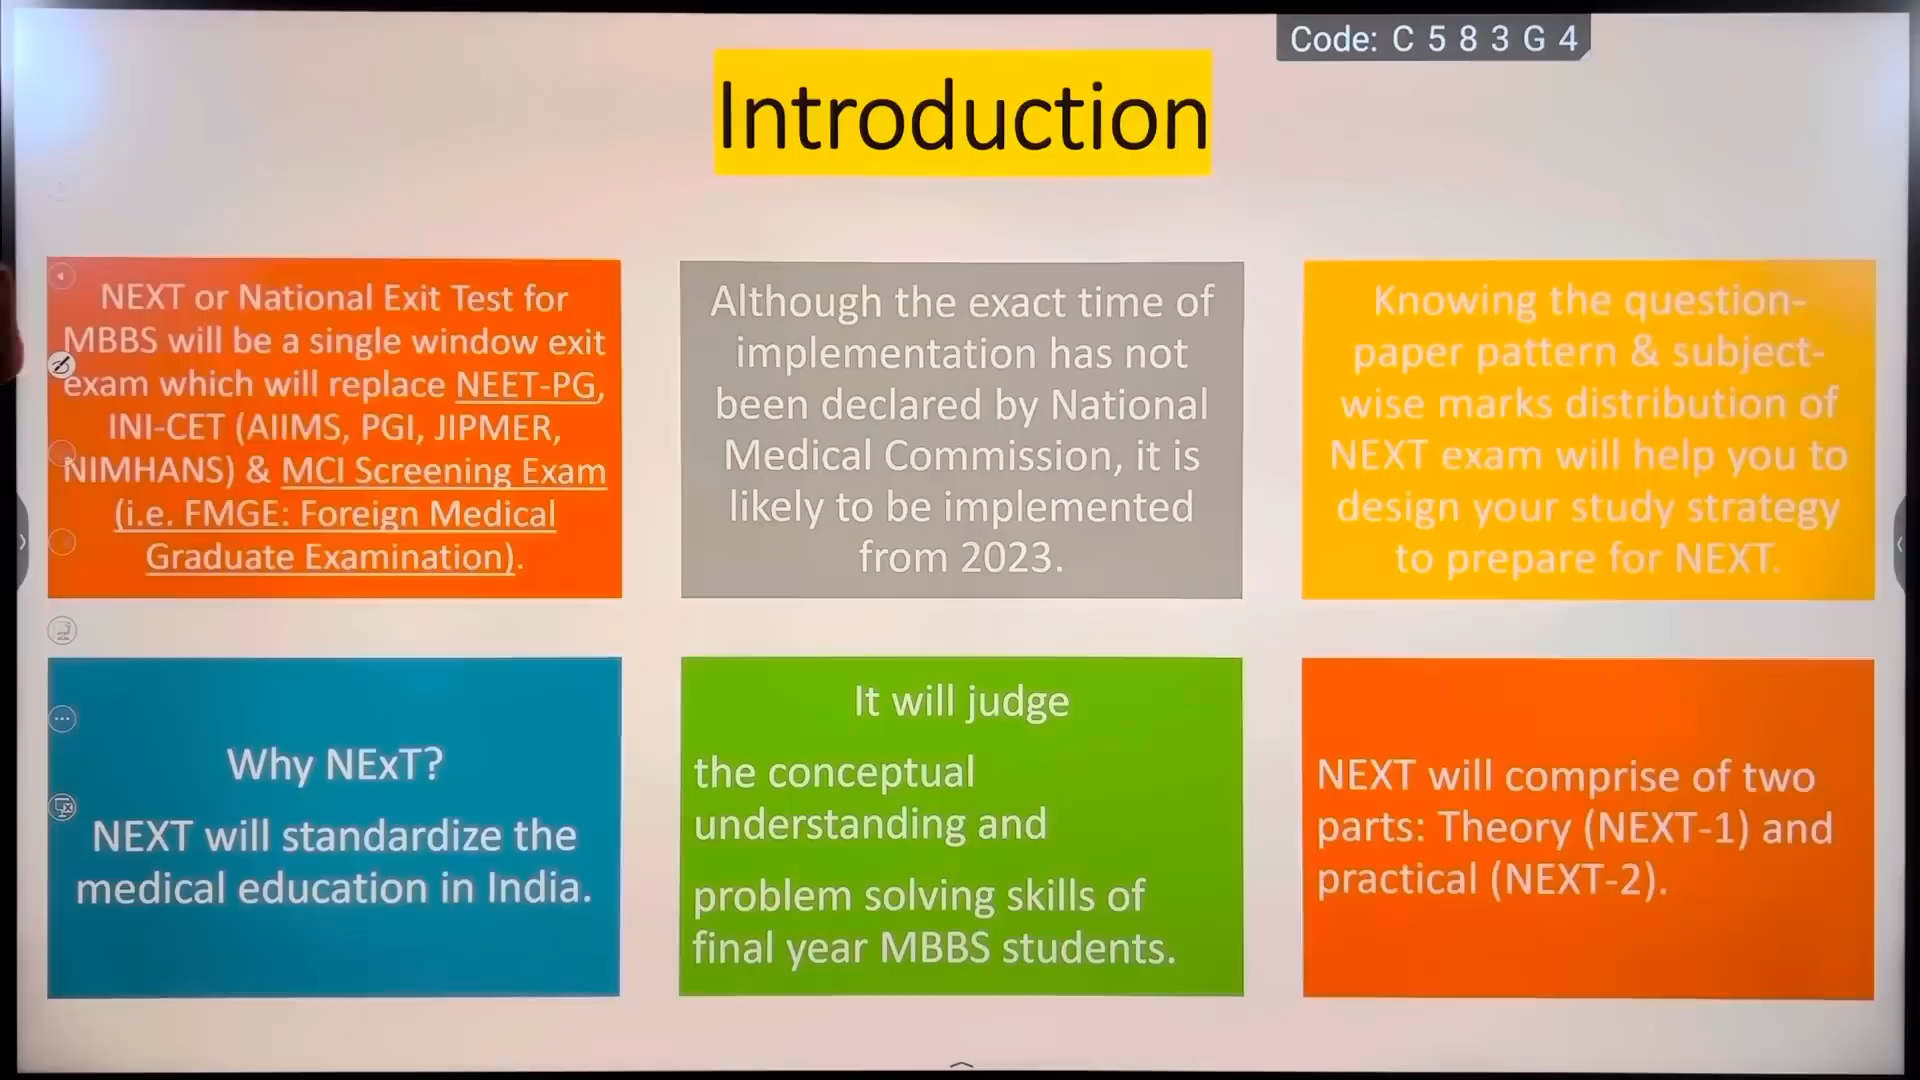 Code: C 5 8 3 G 4
Introduction
NEXT or National Exit Test for
MBBS will be a single window exit
exam which will replace NEET-PG,
INI-CET (AIIMS, PGI, JIPMER,
NIMHANS) & MCI Screening Exam
(i.e. FMGE: Foreign Medical
Graduate Examination).
Although the exact time of
implementation has not
been declared by National
Medical Commission, it is
likely to be implemented
from 2023.
Knowing the question-
paper pattern & subject-
wise marks distribution of
NEXT exam will help you to
design your study strategy
to prepare for NEXT.
Why NExT?
NEXT will standardize the
medical education in India.
It will judge
the conceptual
understanding and
problem solving skills of
final year MBBS students.
NEXT will comprise of two
parts: Theory (NEXT-1) and
practical (NEXT-2).